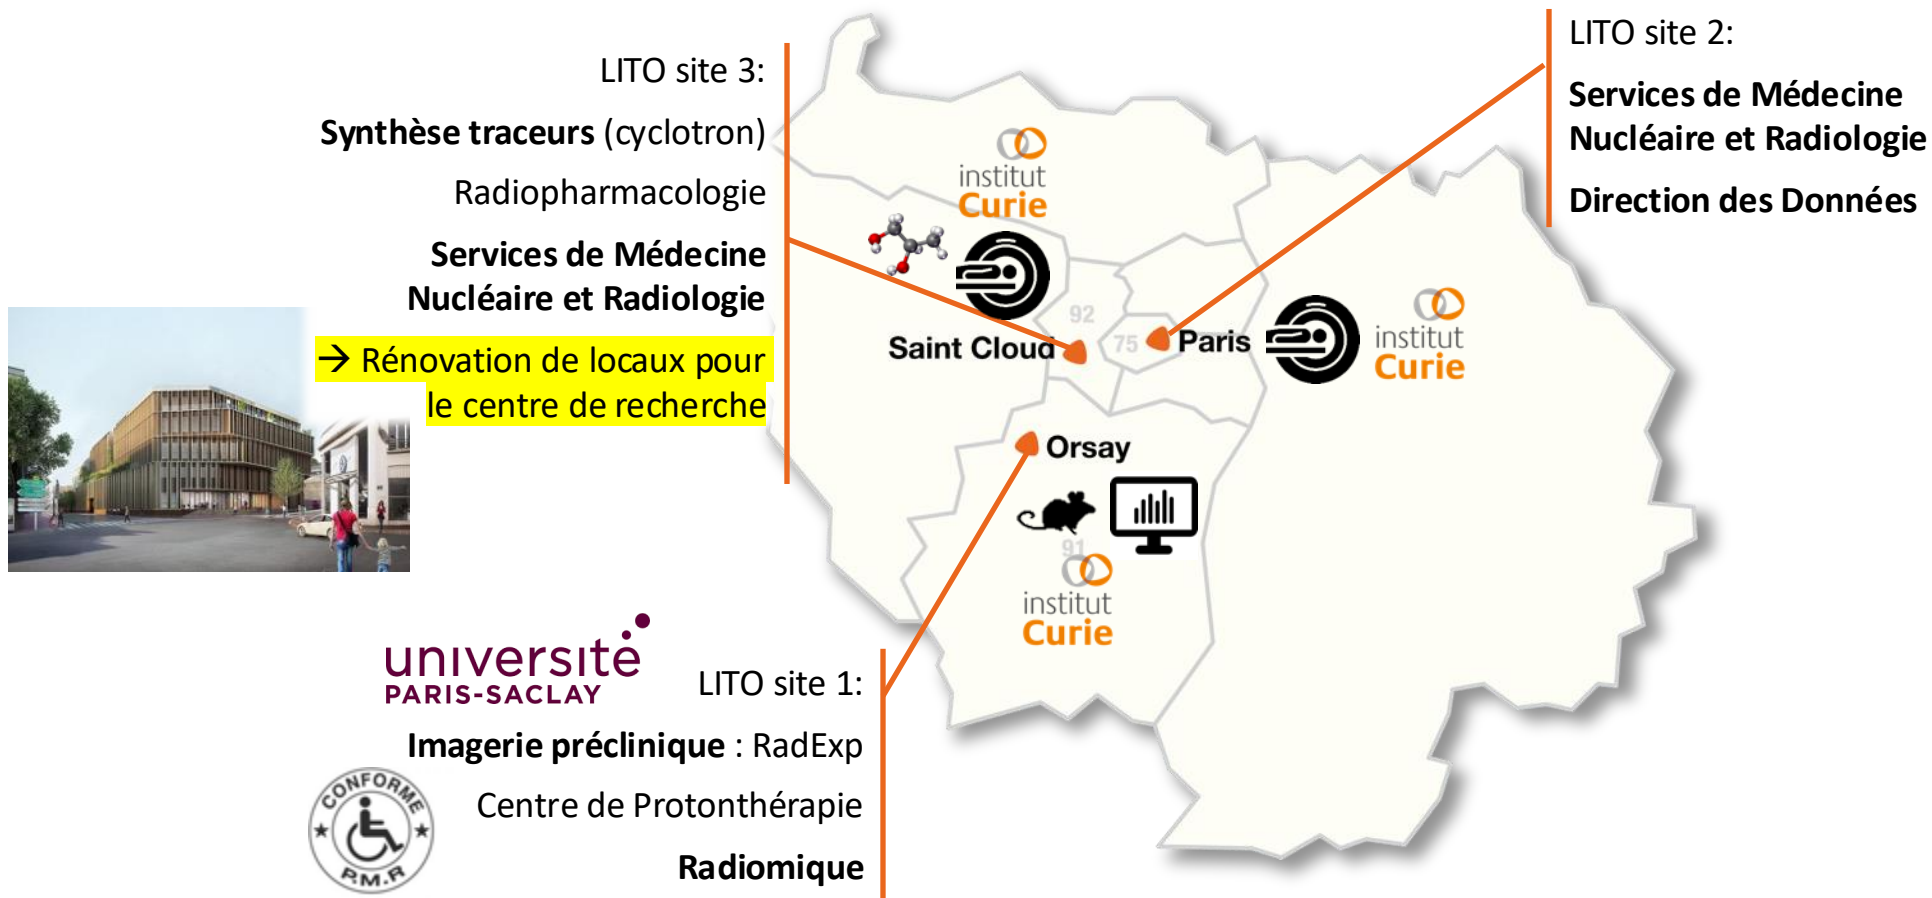 LITO site 3:
Synthèse traceurs (cyclotron)
Radiopharmacologie
Services de Médecine
Nucléaire et Radiologie
→ Rénovation de locaux pour
le centre de recherche
LITO site 2:
Services de Médecine
Nucléaire et Radiologie
Direction des Données
institut
Curie
92
Saint Cloud
75
Paris
institut
Curie
Orsay
91
institut
Curie
université
PARIS-SACLAY
LITO site 1:
Imagerie préclinique : RadExp
Centre de Protonthérapie
Radiomique
CONFORME
P.M.R